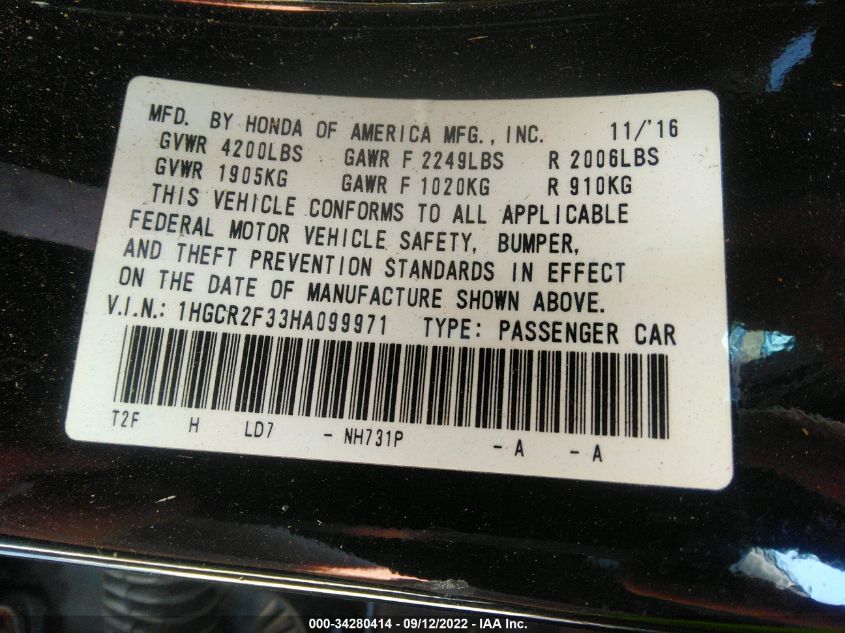 MFD. BY HONDA OF AMERICA MFG., INC. 11/'16
GVWR 4200LBS GAWR F 2249LBS R 2006LBS
GVWR 1905KG GAWR F 1020KG R 910KG
THIS VEHICLE CONFORMS TO ALL APPLICABLE
FEDERAL MOTOR VEHICLE SAFETY, BUMPER,
AND THEFT PREVENTION STANDARDS IN EFFECT
ON THE DATE OF MANUFACTURE SHOWN ABOVE.
V.I.N.: 1HGCR2F33HA099971 TYPE: PASSENGER CAR
T2F H LD7 - NH731P - A - A
000-34280414 - 09/12/2022 - IAA Inc.